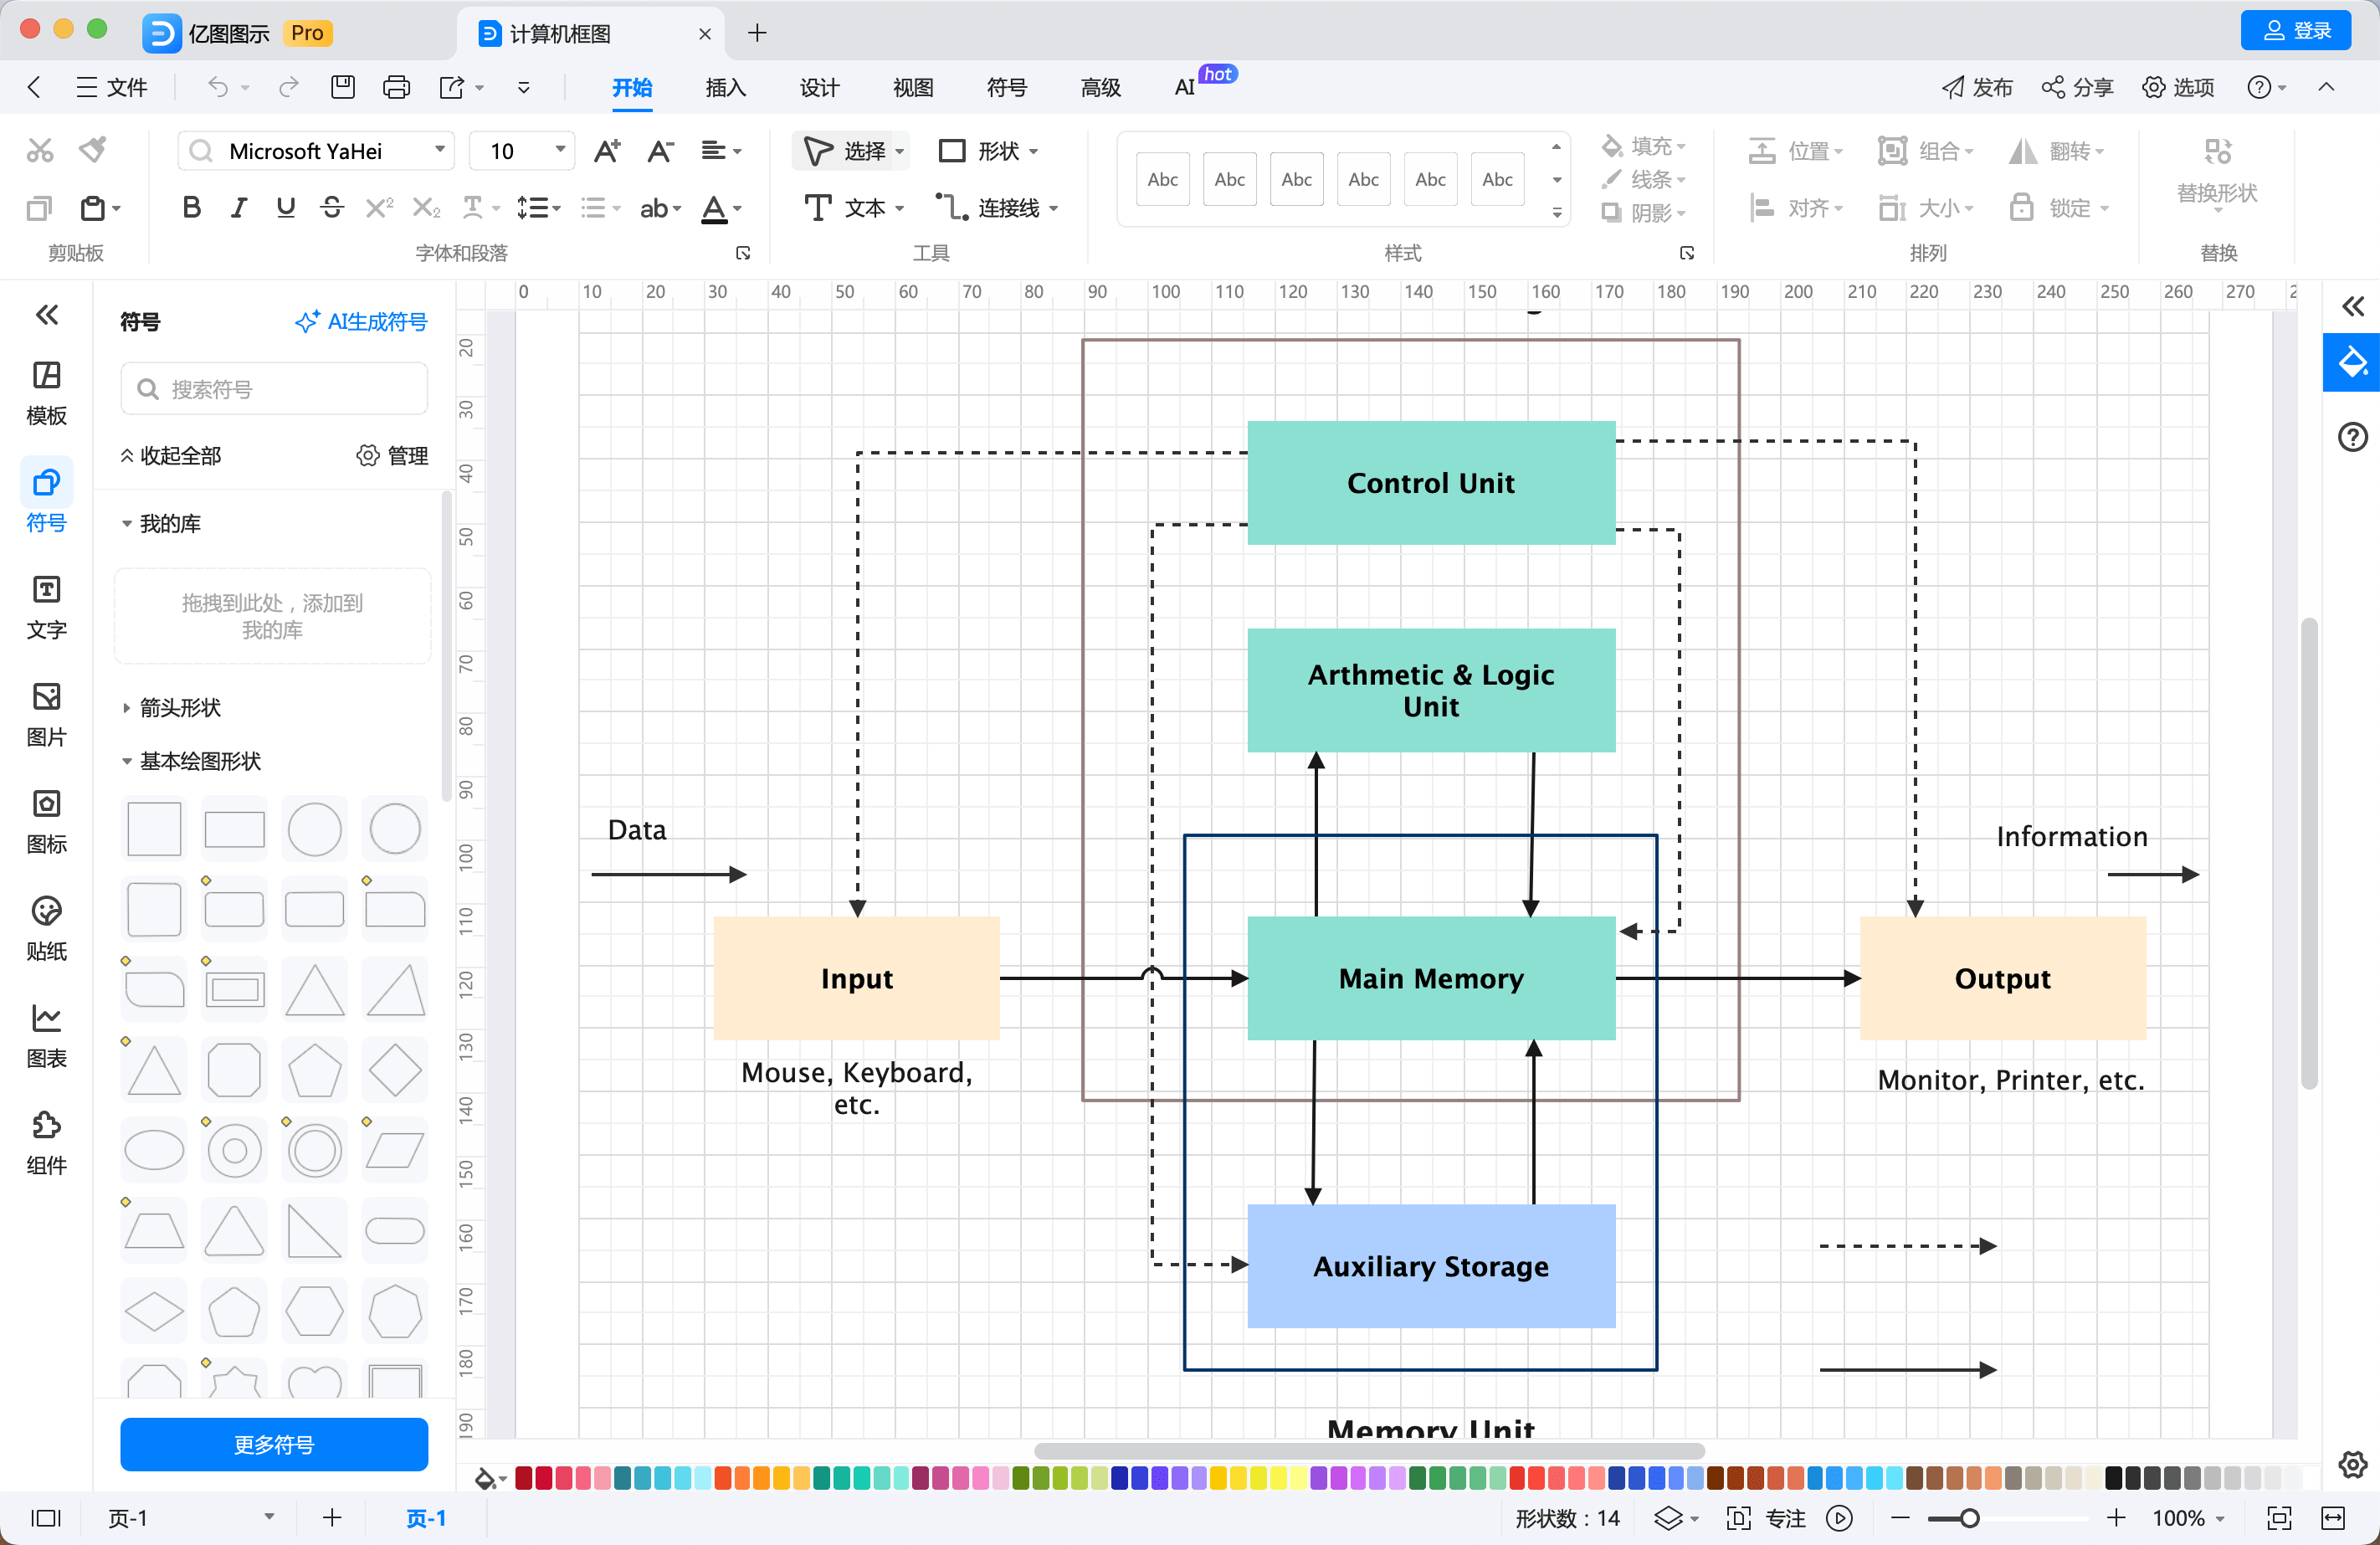 亿图图示 Pro
计算机框图
登录
文件
开始
插入
设计
视图
符号
高级
AI hot
发布
分享
选项
Microsoft YaHei
10
选择
形状
文本
连接线
Abc Abc Abc Abc Abc Abc
填充
线条
阴影
位置
组合
翻转
对齐
大小
锁定
替换形状
剪贴板
字体和段落
工具
样式
排列
替换
模板
符号
文字
图片
图标
贴纸
图表
组件
符号
AI生成符号
搜索符号
收起全部
管理
我的库
拖拽到此处，添加到
我的库
箭头形状
基本绘图形状
更多符号
0 10 20 30 40 50 60 70 80 90 100 110 120 130 140 150 160 170 180 190 200 210 220 230 240 250 260 270
20
30
40
50
60
70
80
90
100
110
120
130
140
150
160
170
180
190
Control Unit
Arthmetic & Logic
Unit
Data
Information
Input
Main Memory
Output
Mouse, Keyboard,
etc.
Monitor, Printer, etc.
Auxiliary Storage
Memory Unit
页-1
页-1
形状数：14
专注
100%